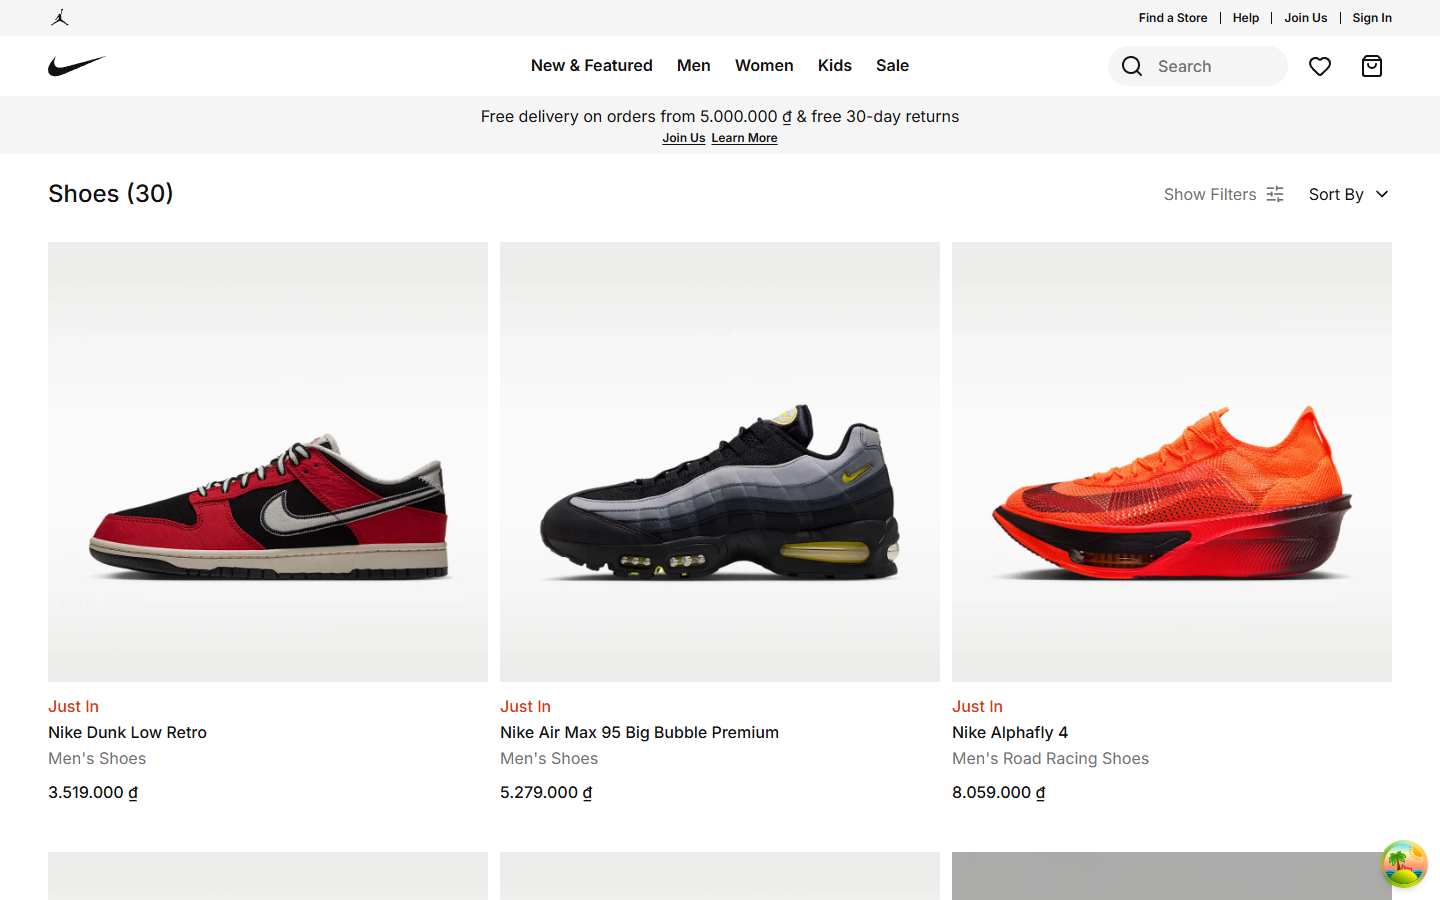 Find a Store
Help
Join Us
Sign In
New & Featured
Men
Women
Kids
Sale
Search
Free delivery on orders from 5.000.000 ₫ & free 30-day returns
Join Us Learn More
Shoes (30)
Show Filters
Sort By
Just In
Nike Dunk Low Retro
Men's Shoes
3.519.000 ₫
Just In
Nike Air Max 95 Big Bubble Premium
Men's Shoes
5.279.000 ₫
Just In
Nike Alphafly 4
Men's Road Racing Shoes
8.059.000 ₫